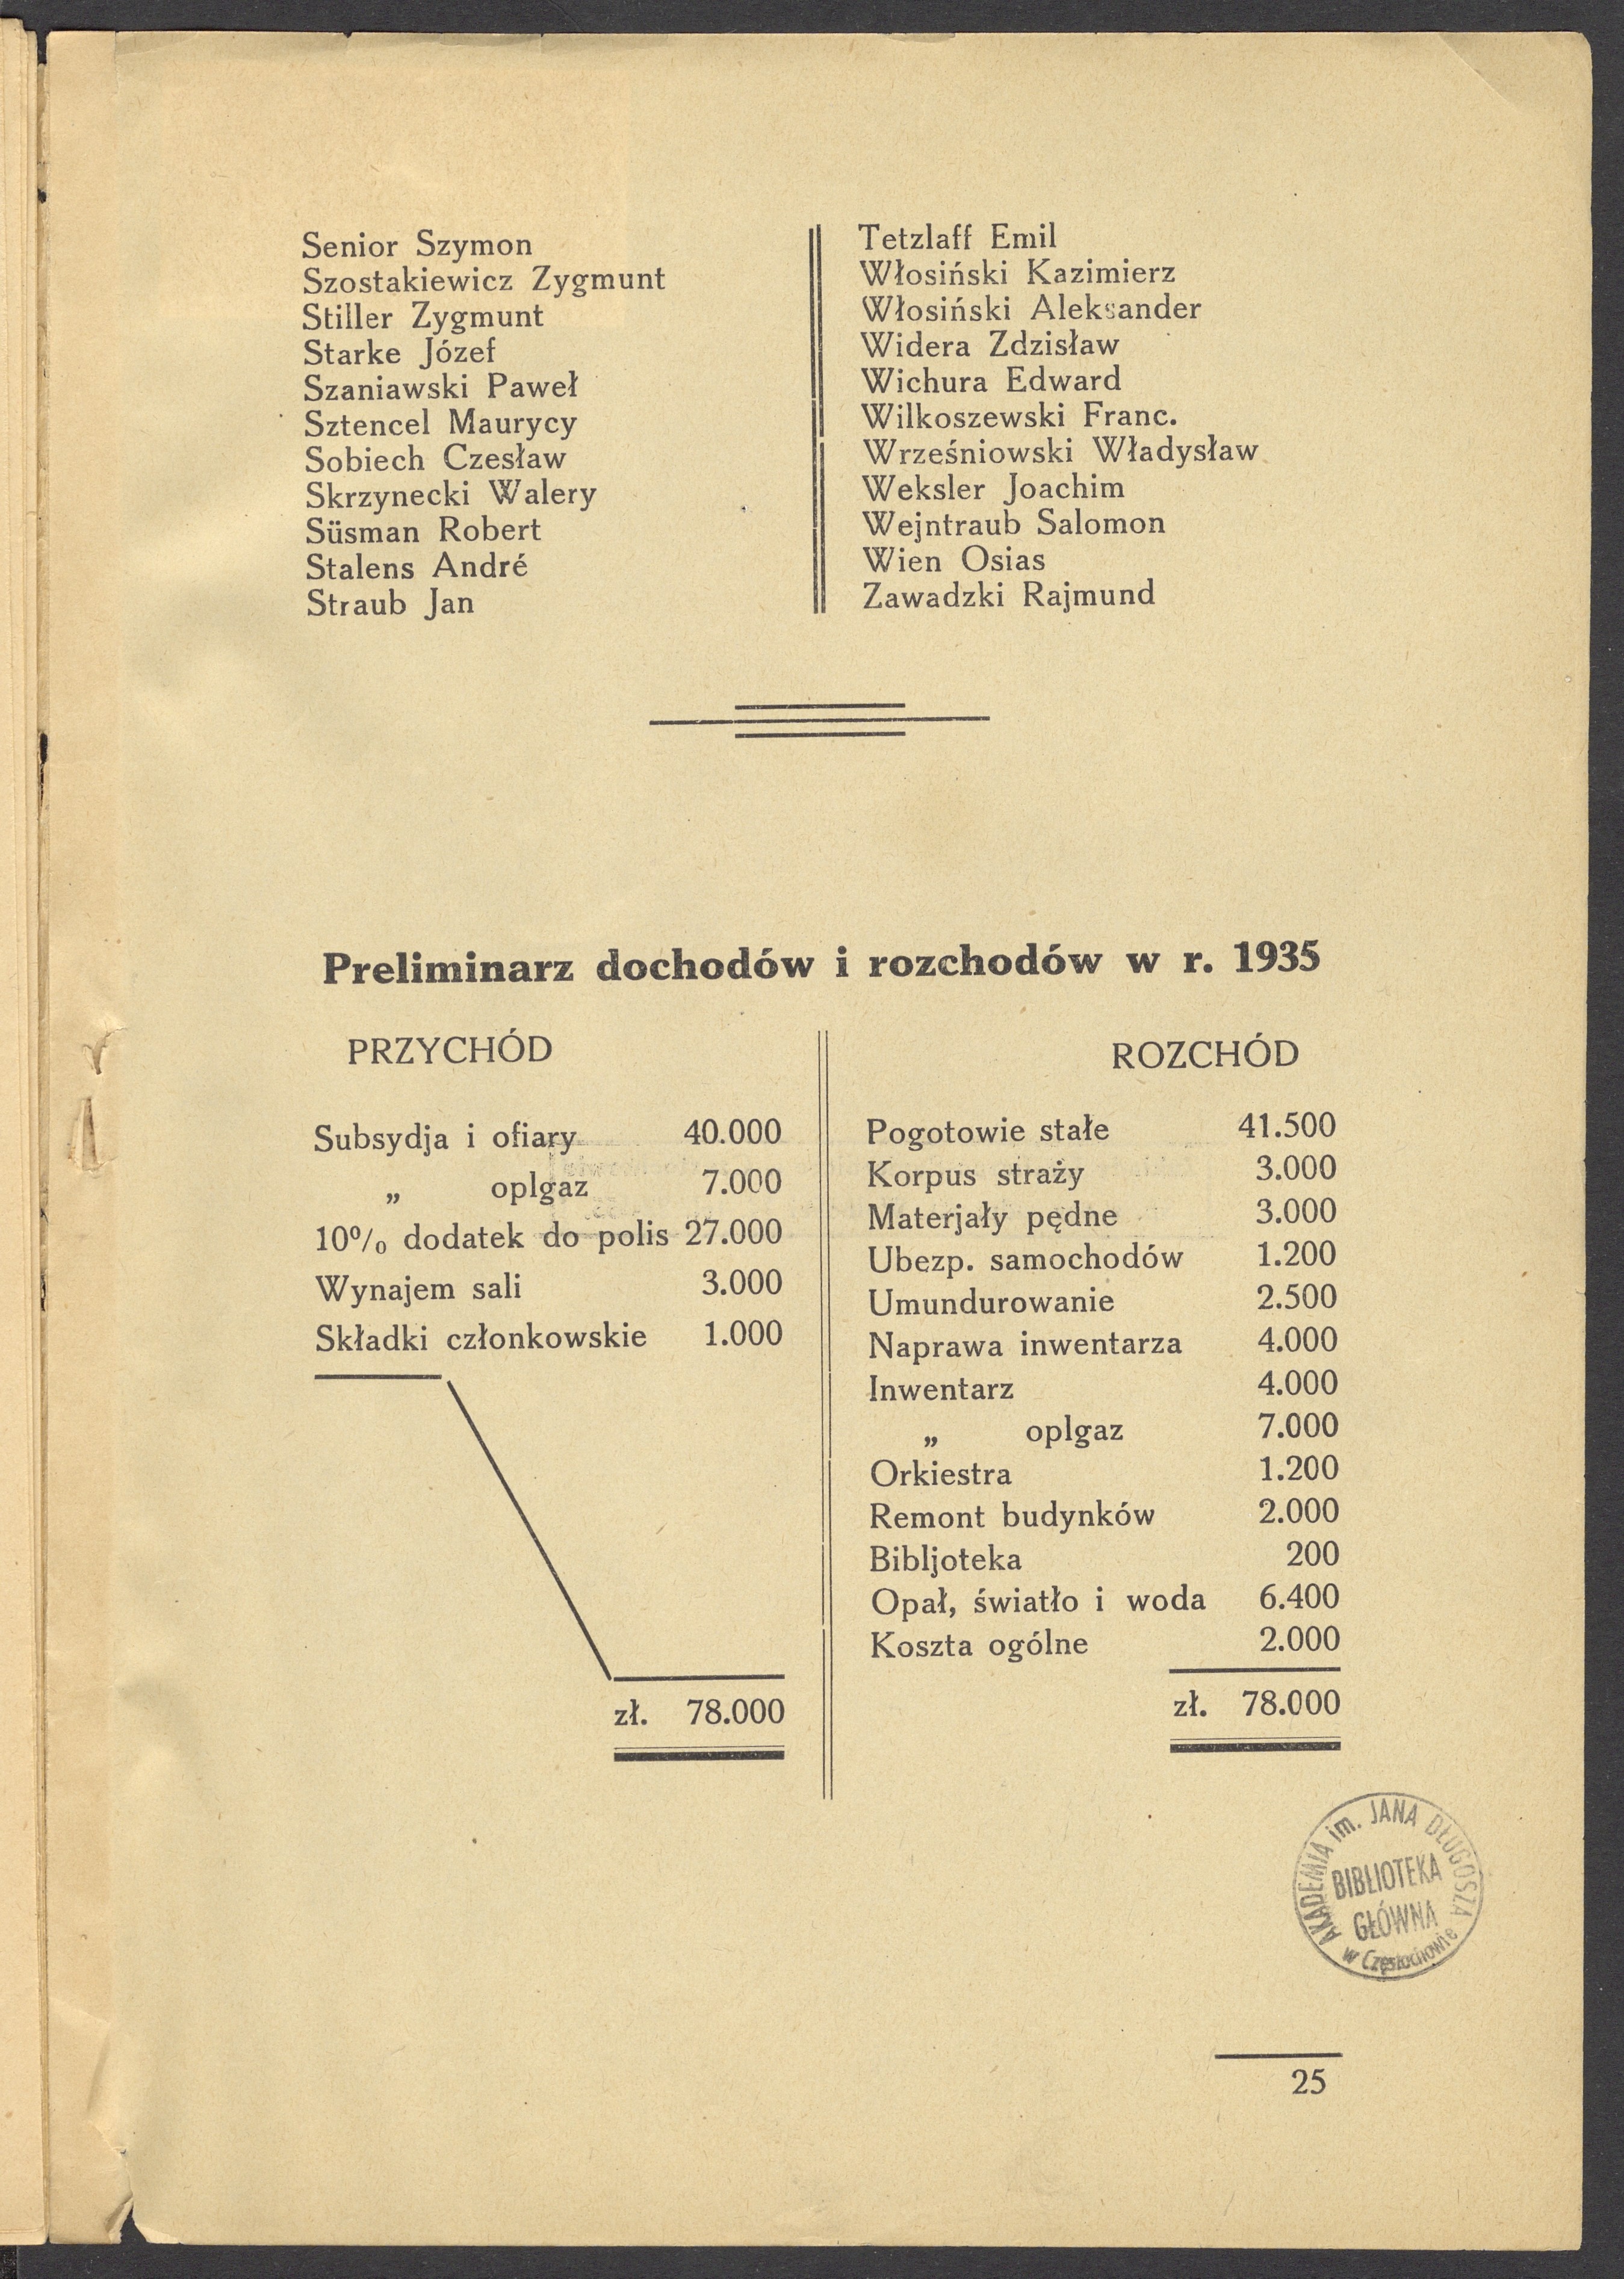 Senior Szymon
Szostakiewicz Zygmunt
Stiller Zygmunt
Starke Józef
Szaniawski Paweł
Sztencel Maurycy
Sobiech Czesław
Skrzynecki Walery
Süsman Robert
Stalens André
Straub Jan
Tetzlaff Emil
Włosiński Kazimierz
Włosiński Aleksander
Widera Zdzisław
Wichura Edward
Wilkoszewski Franc.
Wrześniowski Władysław
Weksler Joachim
Wejntraub Salomon
Wien Osias
Zawadzki Rajmund
Preliminarz dochodów i rozchodów w r. 1935
PRZYCHÓD
Subsydja i ofiary 40.000
„ oplgaz 7.000
10% dodatek do polis 27.000
Wynajem sali 3.000
Składki członkowskie 1.000
zł. 78.000
ROZCHÓD
Pogotowie stałe 41.500
Korpus straży 3.000
Materjały pędne 3.000
Ubezp. samochodów 1.200
Umundurowanie 2.500
Naprawa inwentarza 4.000
Inwentarz 4.000
„ oplgaz 7.000
Orkiestra 1.200
Remont budynków 2.000
Bibljoteka 200
Opał, światło i woda 6.400
Koszta ogólne 2.000
zł. 78.000
AKADEMIA im. JANA DŁUGOSZA
BIBLIOTEKA
GŁÓWNA
w Częstochowie
25